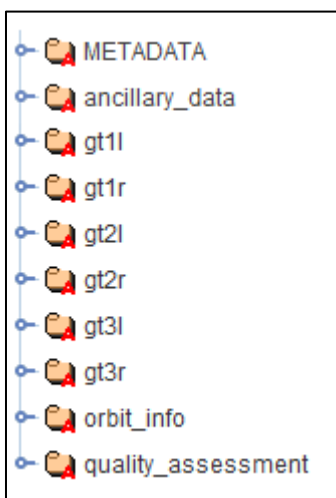 METADATA
ancillary_data
gt1l
gt1r
gt2l
gt2r
gt3l
gt3r
orbit_info
quality_assessment